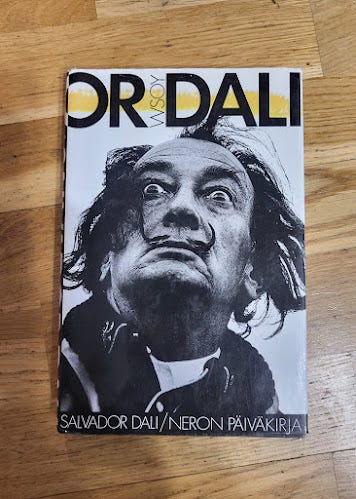 OR WSOY DALI
SALVADOR DALI/NERON PÄIVÄKIRJA